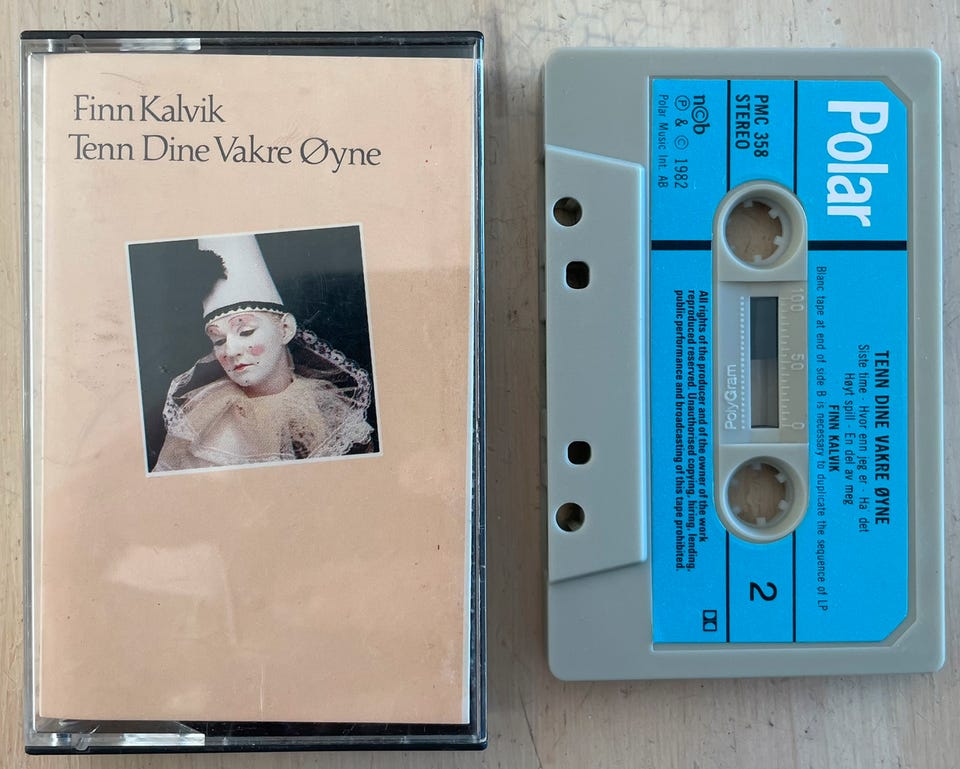 Finn Kalvik
Tenn Dine Vakre Øyne
Polar
PMC 358
STEREO
n©b
Ⓟ & © 1982
Polar Music Int. AB
TENN DINE VAKRE ØYNE
Siste time · Hvor enn jeg er · Ha det
Høyt spill · En del av meg
FINN KALVIK
Blanc tape at end of side B is necessary to duplicate the sequence of LP
100 50 0
PolyGram
2
All rights of the producer and of the owner of the work
reproduced reserved. Unauthorised copying, hiring, lending,
public performance and broadcasting of this tape prohibited.